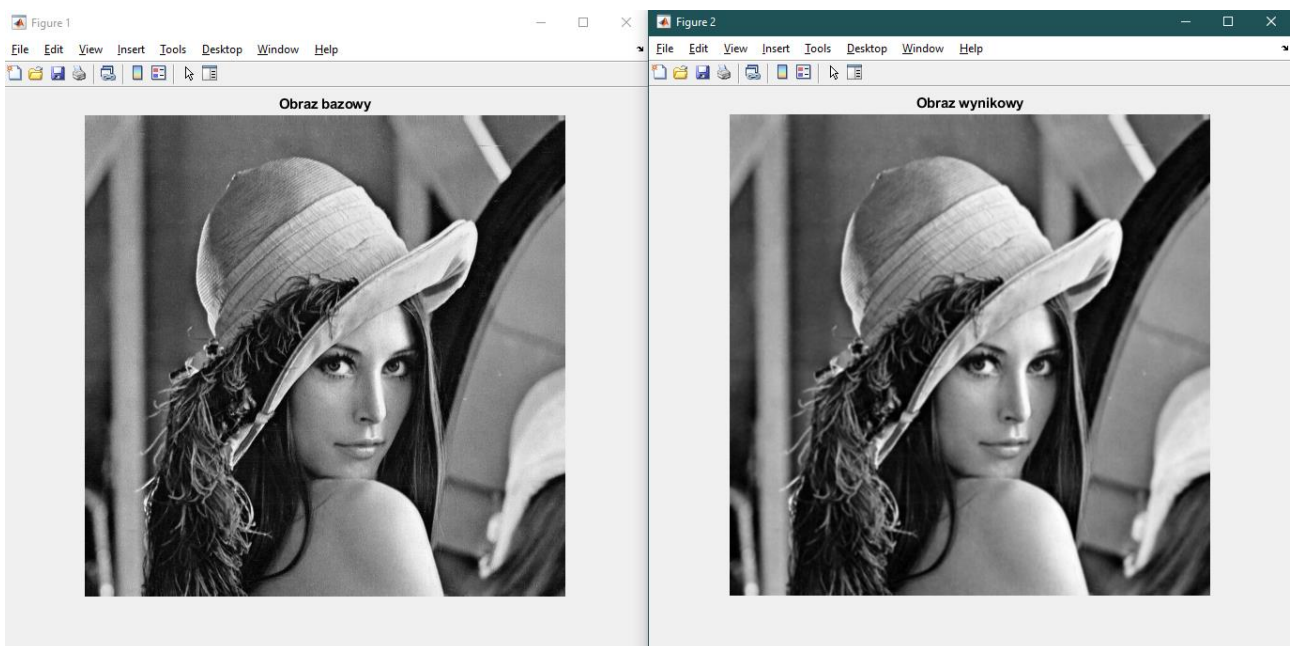 Figure 1
File Edit View Insert Tools Desktop Window Help
Obraz bazowy
Figure 2
File Edit View Insert Tools Desktop Window Help
Obraz wynikowy